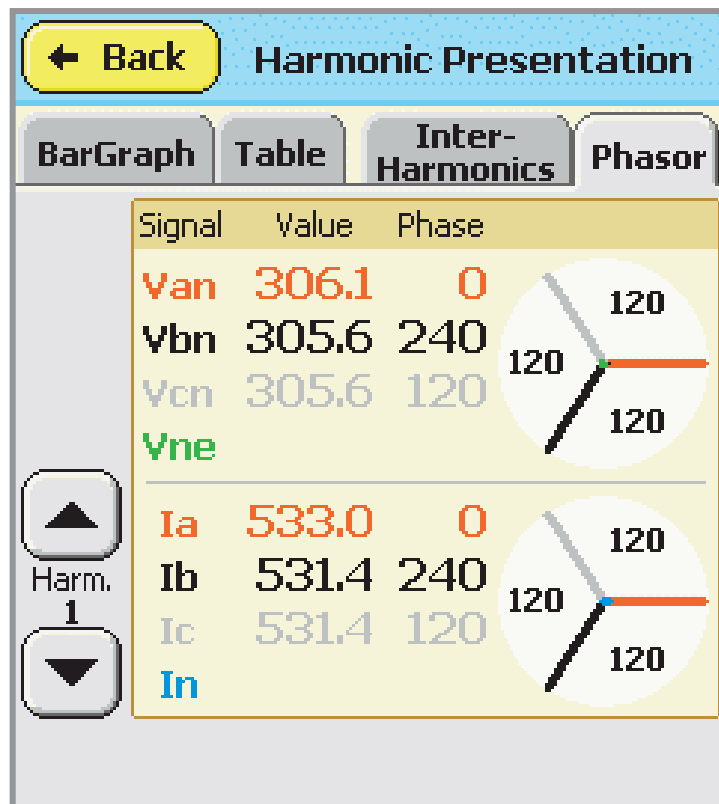 ← Back Harmonic Presentation
BarGraph Table Inter-Harmonics Phasor
Signal Value Phase
Van 306.1 0
120
Vbn 305.6 240
120
Vcn 305.6 120
120
Vne
Ia 533.0 0
120
Ib 531.4 240
120
Ic 531.4 120
120
In
Harm.
1